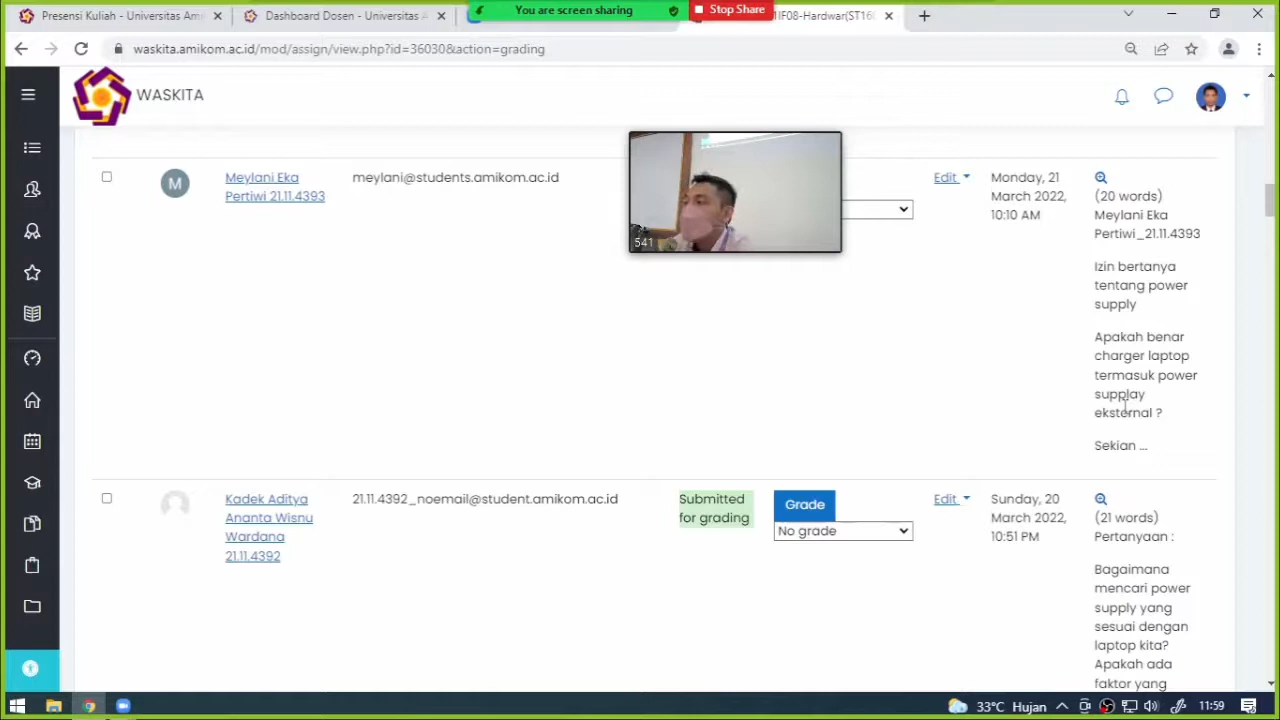 Presensi Kuliah - Universitas Ami
Dashboard Dosen - Universitas
You are screen sharing
Stop Share
1IF08-Hardwar(ST160
waskita.amikom.ac.id/mod/assign/view.php?id=36030&action=grading
WASKITA
M
Meylani Eka
Pertiwi 21.11.4393
meylani@students.amikom.ac.id
541
Edit
Monday, 21
March 2022,
10:10 AM
(20 words)
Meylani Eka
Pertiwi_21.11.4393
Izin bertanya
tentang power
supply
Apakah benar
charger laptop
termasuk power
supplay
eksternal ?
Sekian ...
Kadek Aditya
Ananta Wisnu
Wardana
21.11.4392
21.11.4392_noemail@student.amikom.ac.id
Submitted
for grading
Grade
No grade
Edit
Sunday, 20
March 2022,
10:51 PM
(21 words)
Pertanyaan :
Bagaimana
mencari power
supply yang
sesuai dengan
laptop kita?
Apakah ada
faktor yang
33°C Hujan
11:59